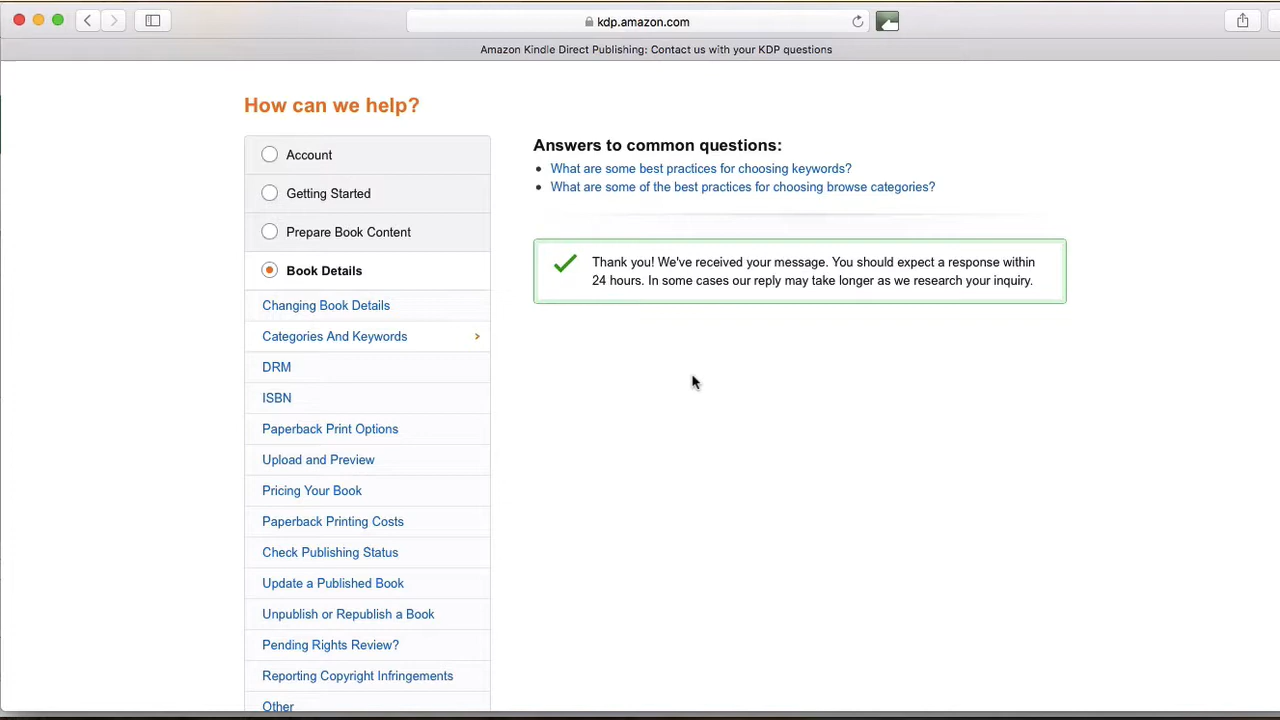 kdp.amazon.com
Amazon Kindle Direct Publishing: Contact us with your KDP questions
How can we help?
Account
Getting Started
Prepare Book Content
Book Details
Changing Book Details
Categories And Keywords
DRM
ISBN
Paperback Print Options
Upload and Preview
Pricing Your Book
Paperback Printing Costs
Check Publishing Status
Update a Published Book
Unpublish or Republish a Book
Pending Rights Review?
Reporting Copyright Infringements
Other
Answers to common questions:
What are some best practices for choosing keywords?
What are some of the best practices for choosing browse categories?
Thank you! We've received your message. You should expect a response within
24 hours. In some cases our reply may take longer as we research your inquiry.